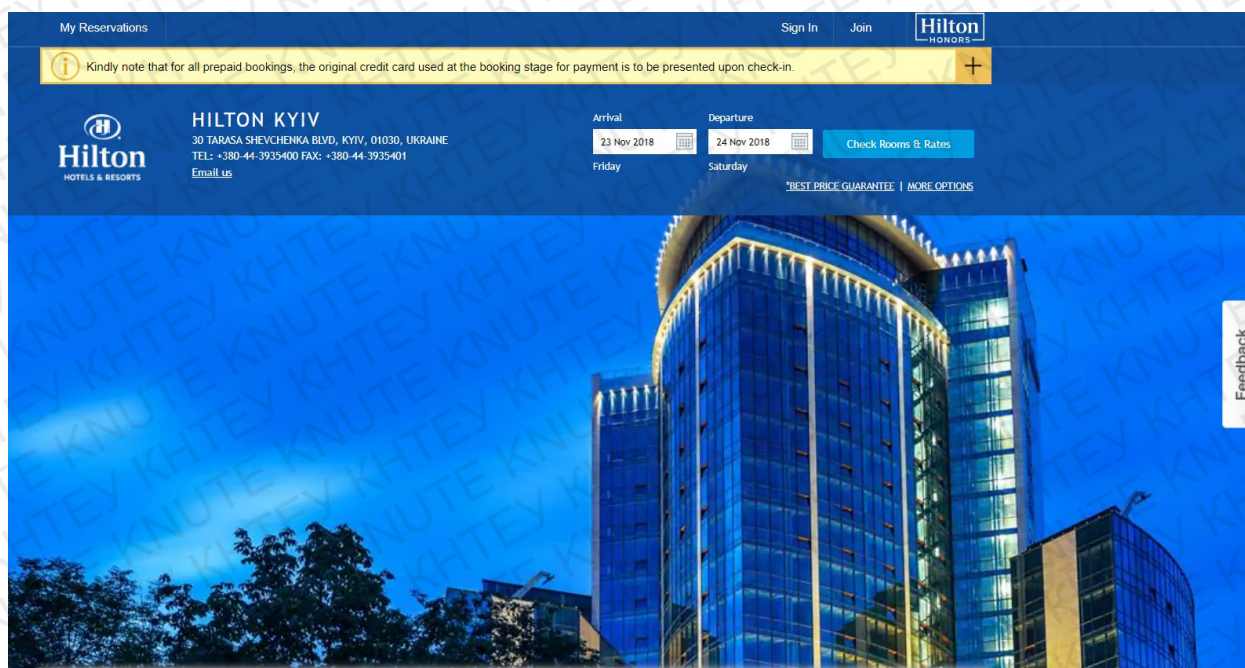 My Reservations
Sign In
Join
Hilton
HONORS
Kindly note that for all prepaid bookings, the original credit card used at the booking stage for payment is to be presented upon check-in.
H
Hilton
HOTELS & RESORTS
HILTON KYIV
30 TARASA SHEVCHENKA BLVD, KYIV, 01030, UKRAINE
TEL: +380-44-3935400 FAX: +380-44-3935401
Email us
Arrival
Departure
23 Nov 2018
24 Nov 2018
Check Rooms & Rates
Friday
Saturday
*BEST PRICE GUARANTEE | MORE OPTIONS
Feedback